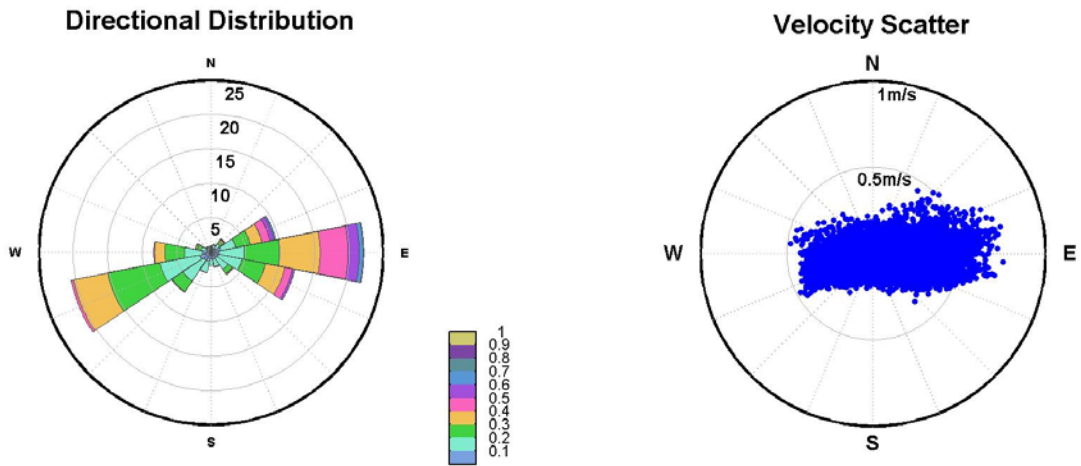 Directional Distribution
N
25
20
15
10
5
W
E
S
1
0.9
0.8
0.7
0.6
0.5
0.4
0.3
0.2
0.1
Velocity Scatter
N
1m/s
0.5m/s
W
E
S